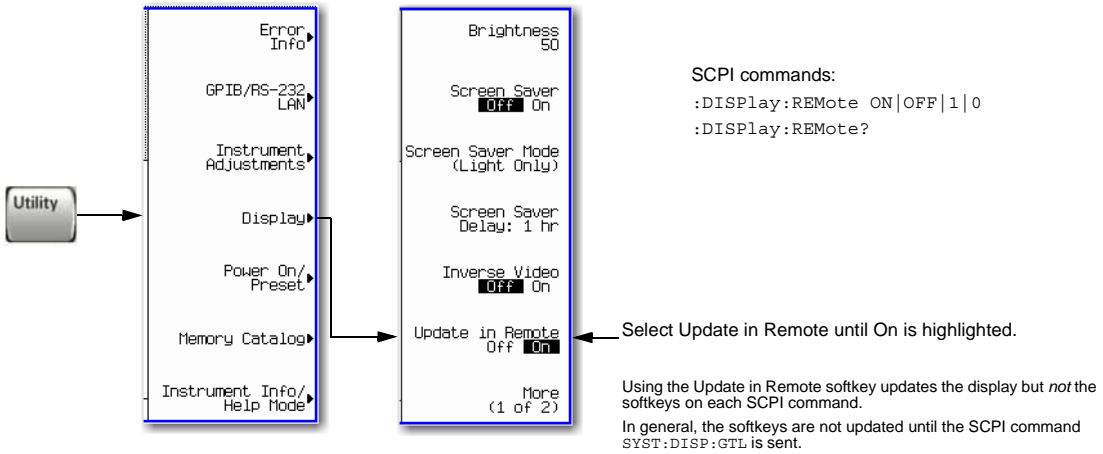 Utility
Error
Info
GPIB/RS-232
LAN
Instrument
Adjustments
Display
Power On/
Preset
Memory Catalog
Instrument Info/
Help Mode
Brightness
50
Screen Saver
Off On
Screen Saver Mode
(Light Only)
Screen Saver
Delay: 1 hr
Inverse Video
Off On
Update in Remote
Off On
More
(1 of 2)
SCPI commands:
:DISPlay:REMote ON|OFF|1|0
:DISPlay:REMote?
Select Update in Remote until On is highlighted.
Using the Update in Remote softkey updates the display but not the
softkeys on each SCPI command.
In general, the softkeys are not updated until the SCPI command
SYST:DISP:GTL is sent.